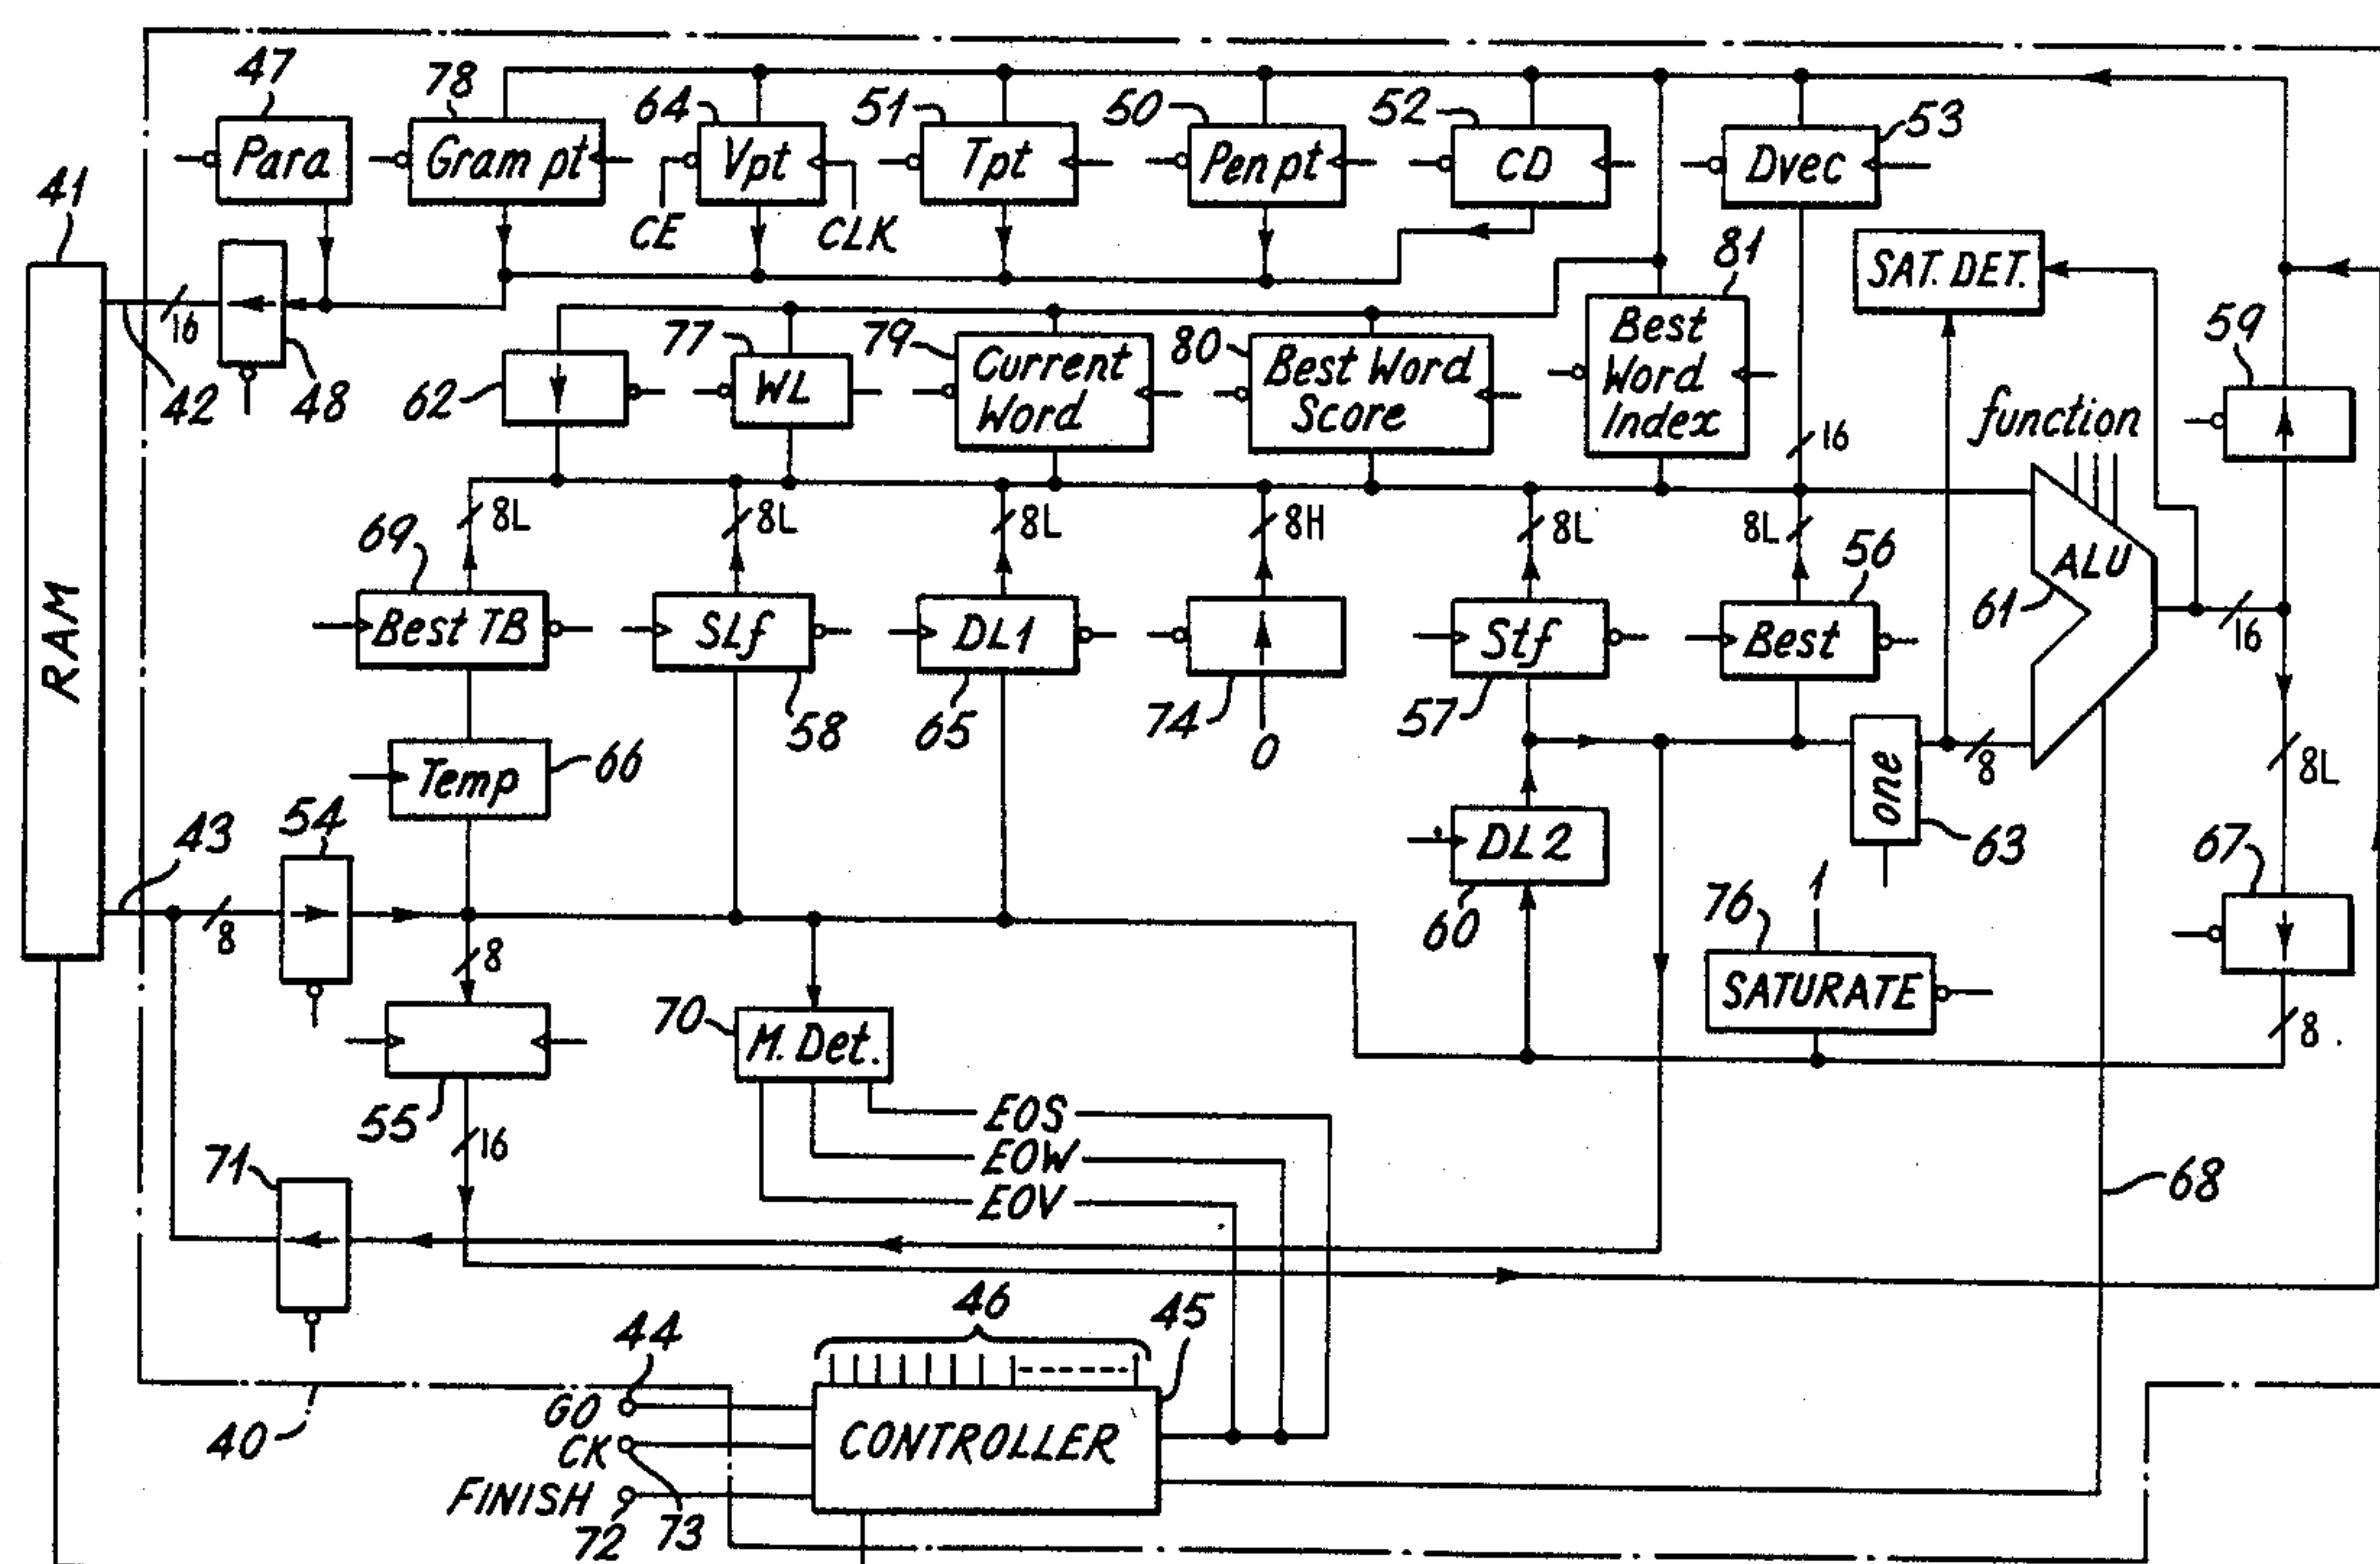 47
78
64
51
50
52
53
Para
Gram pt
Vpt
Tpt
Pen pt
CD
Dvec
41
CE
CLK
81
SAT. DET.
16
42
48
62
77
WL
79
Current
Word
80
Best Word
Score
Best
Word
Index
16
function
59
RAM
69
8L
8L
8L
8H
8L
8L
56
ALU
61
16
Best TB
SLf
DL1
Stf
Best
58
65
74
0
57
66
Temp
one
8
8L
54
43
DL2
63
67
8
8
60
76
1
SATURATE
70
M. Det.
8
55
16
EOS
EOW
EOV
71
68
46
45
44
GO
CK
FINISH
72
73
CONTROLLER
40